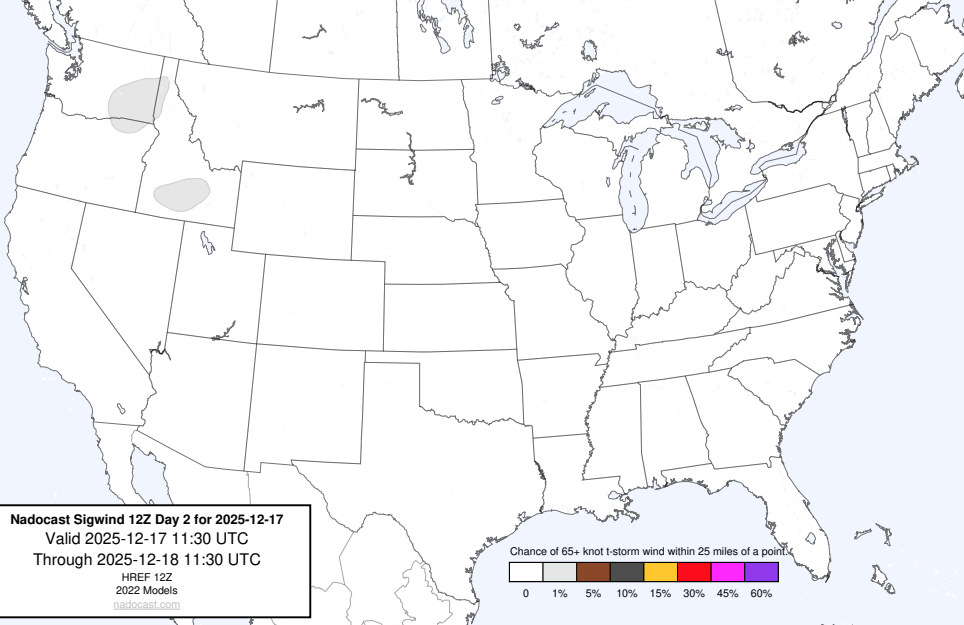 Nadocast Sigwind 12Z Day 2 for 2025-12-17
Valid 2025-12-17 11:30 UTC
Through 2025-12-18 11:30 UTC
HREF 12Z
2022 Models
nadocast.com
Chance of 65+ knot t-storm wind within 25 miles of a point.
0 1% 5% 10% 15% 30% 45% 60%